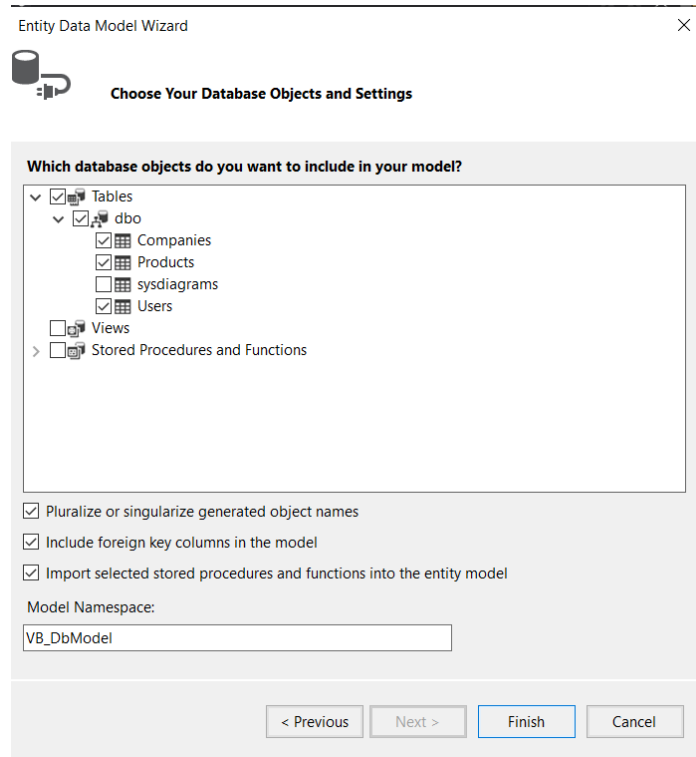 Entity Data Model Wizard
Choose Your Database Objects and Settings
Which database objects do you want to include in your model?
Tables
dbo
Companies
Products
sysdiagrams
Users
Views
Stored Procedures and Functions
Pluralize or singularize generated object names
Include foreign key columns in the model
Import selected stored procedures and functions into the entity model
Model Namespace:
VB_DbModel
< Previous Next > Finish Cancel